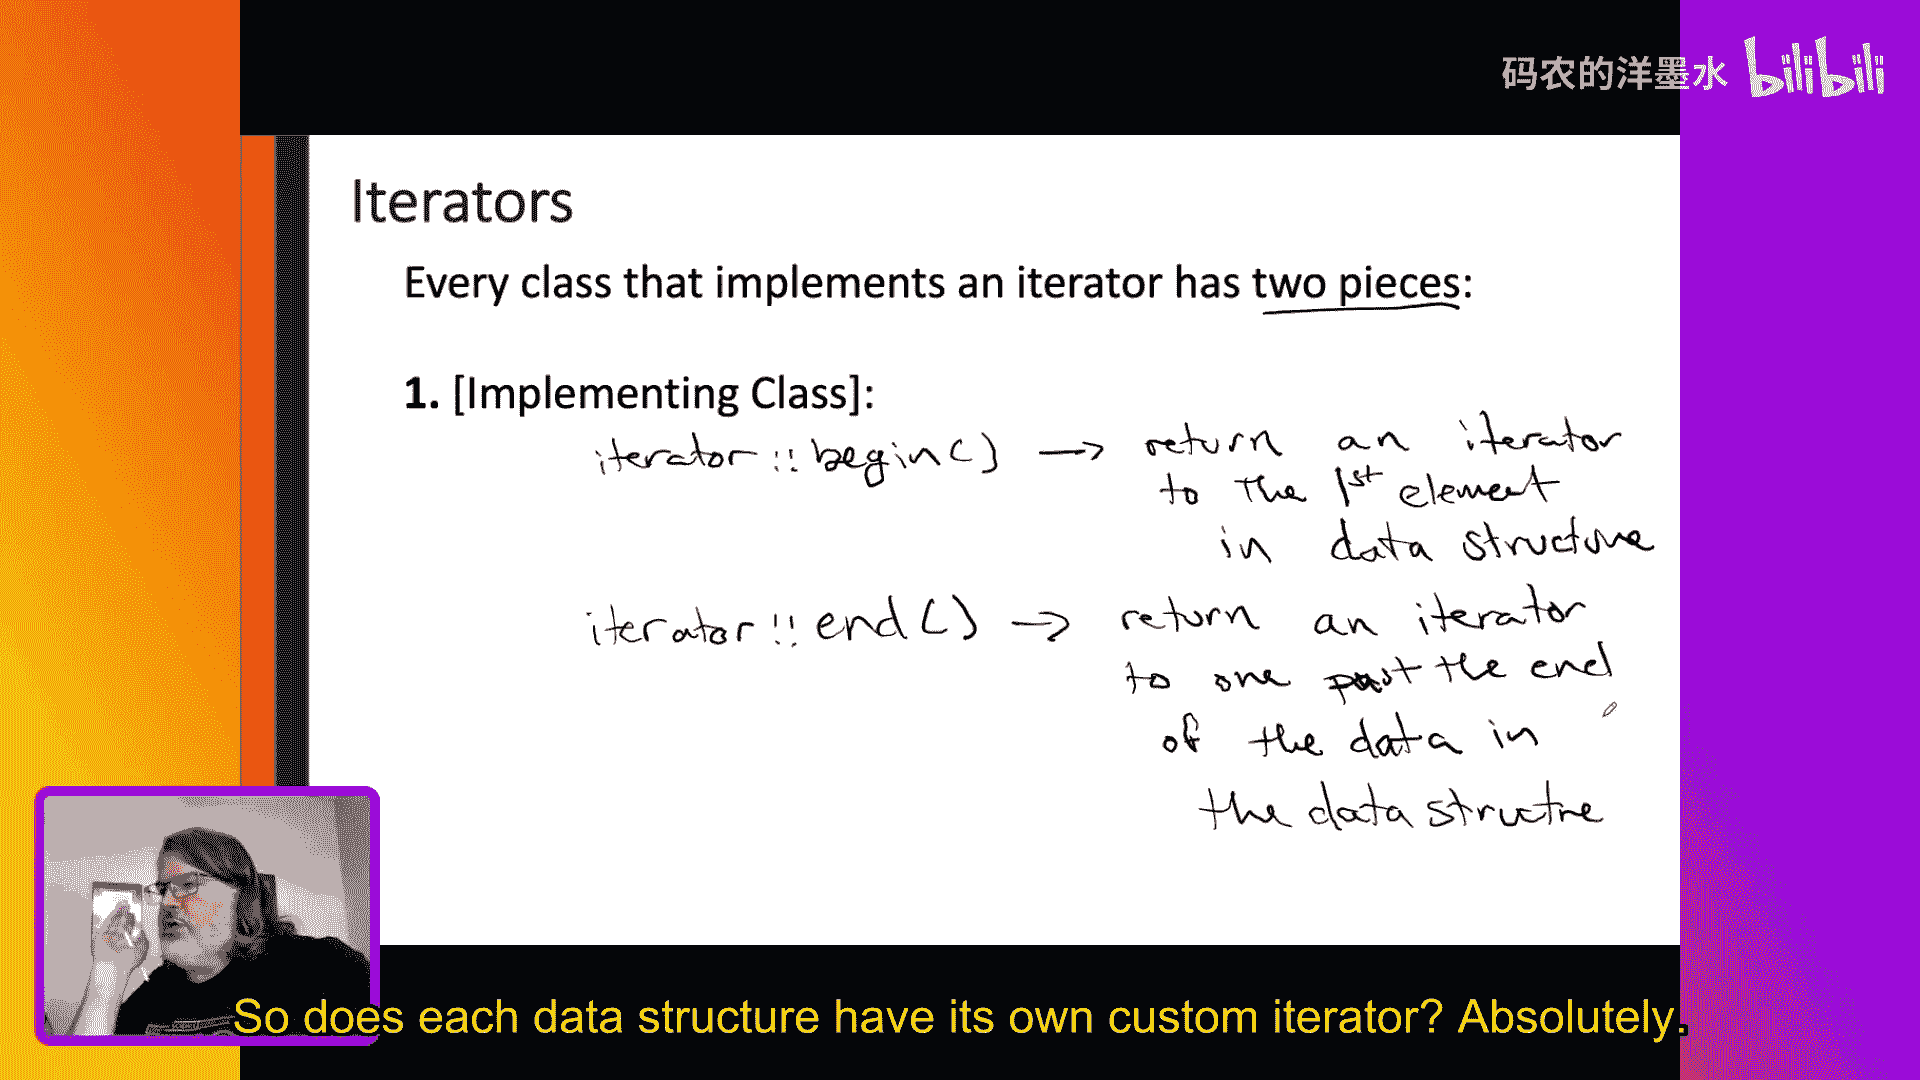 码农的洋墨水 bilibili
Iterators
Every class that implements an iterator has two pieces:
1. [Implementing Class]:
iterator::begin() → return an iterator
to the 1st element
in data structure
iterator::end() → return an iterator
to one past the end
of the data in
the data structre
So does each data structure have its own custom iterator? Absolutely.